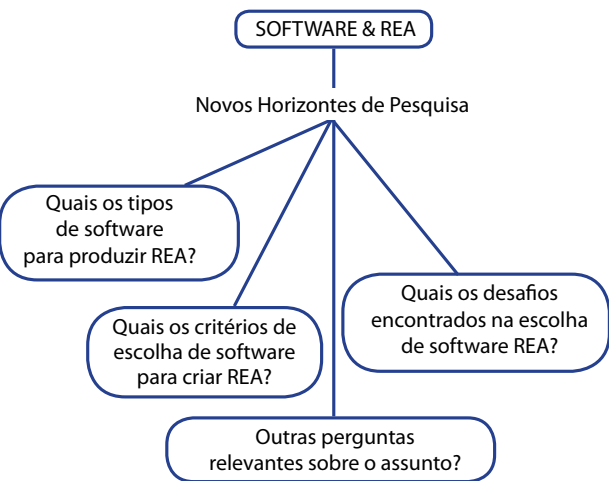 SOFTWARE & REA
Novos Horizontes de Pesquisa
Quais os tipos
de software
para produzir REA?
Quais os critérios de
escolha de software
para criar REA?
Quais os desafios
encontrados na escolha
de software REA?
Outras perguntas
relevantes sobre o assunto?